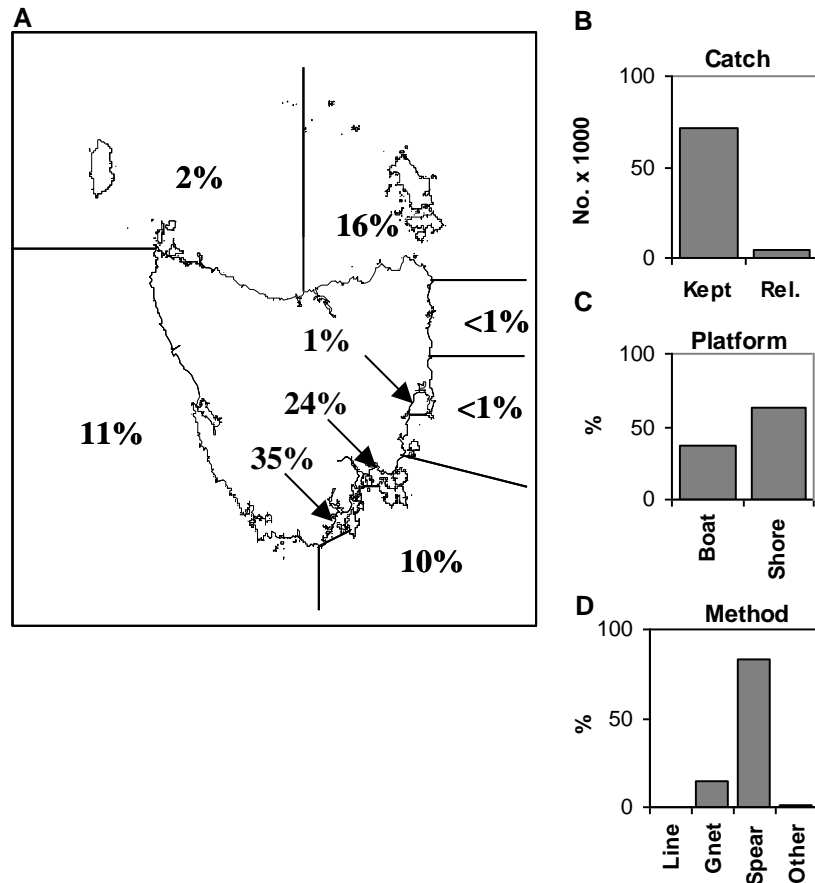 A
2%
16%
<1%
1%
<1%
24%
11%
35%
10%
B
Catch
No. x 1000
100
50
0
Kept
Rel.
C
Platform
%
100
50
0
Boat
Shore
D
Method
%
100
50
0
Line
Gnet
Spear
Other